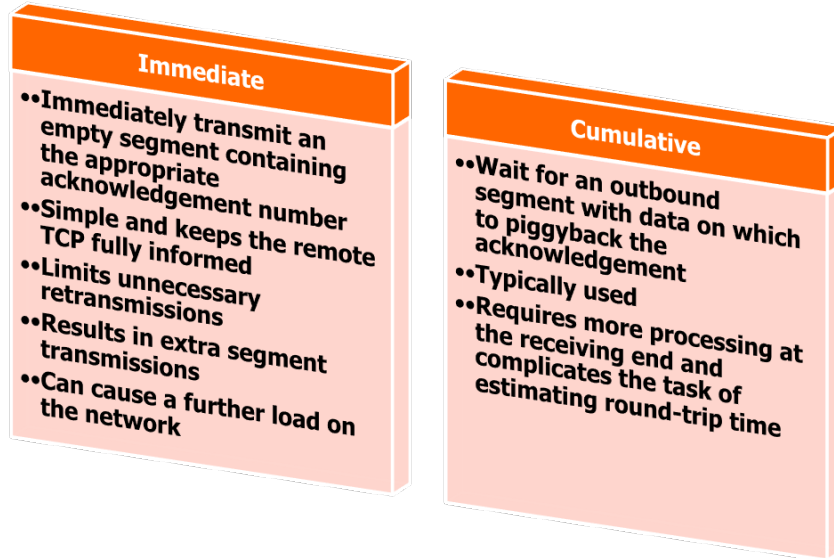 Immediate
••Immediately transmit an
empty segment containing
the appropriate
acknowledgement number
••Simple and keeps the remote
TCP fully informed
••Limits unnecessary
retransmissions
••Results in extra segment
transmissions
••Can cause a further load on
the network
Cumulative
••Wait for an outbound
segment with data on which
to piggyback the
acknowledgement
••Typically used
••Requires more processing at
the receiving end and
complicates the task of
estimating round-trip time